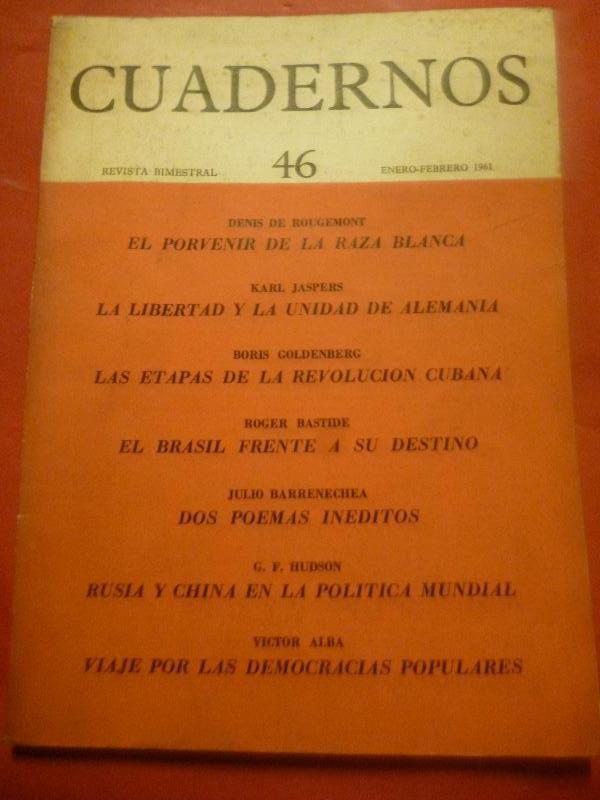 CUADERNOS
REVISTA BIMESTRAL 46 ENERO-FEBRERO 1961
DENIS DE ROUGEMONT
EL PORVENIR DE LA RAZA BLANCA
KARL JASPERS
LA LIBERTAD Y LA UNIDAD DE ALEMANIA
BORIS GOLDENBERG
LAS ETAPAS DE LA REVOLUCION CUBANA
ROGER BASTIDE
EL BRASIL FRENTE A SU DESTINO
JULIO BARRENECHEA
DOS POEMAS INEDITOS
G. F. HUDSON
RUSIA Y CHINA EN LA POLITICA MUNDIAL
VICTOR ALBA
VIAJE POR LAS DEMOCRACIAS POPULARES